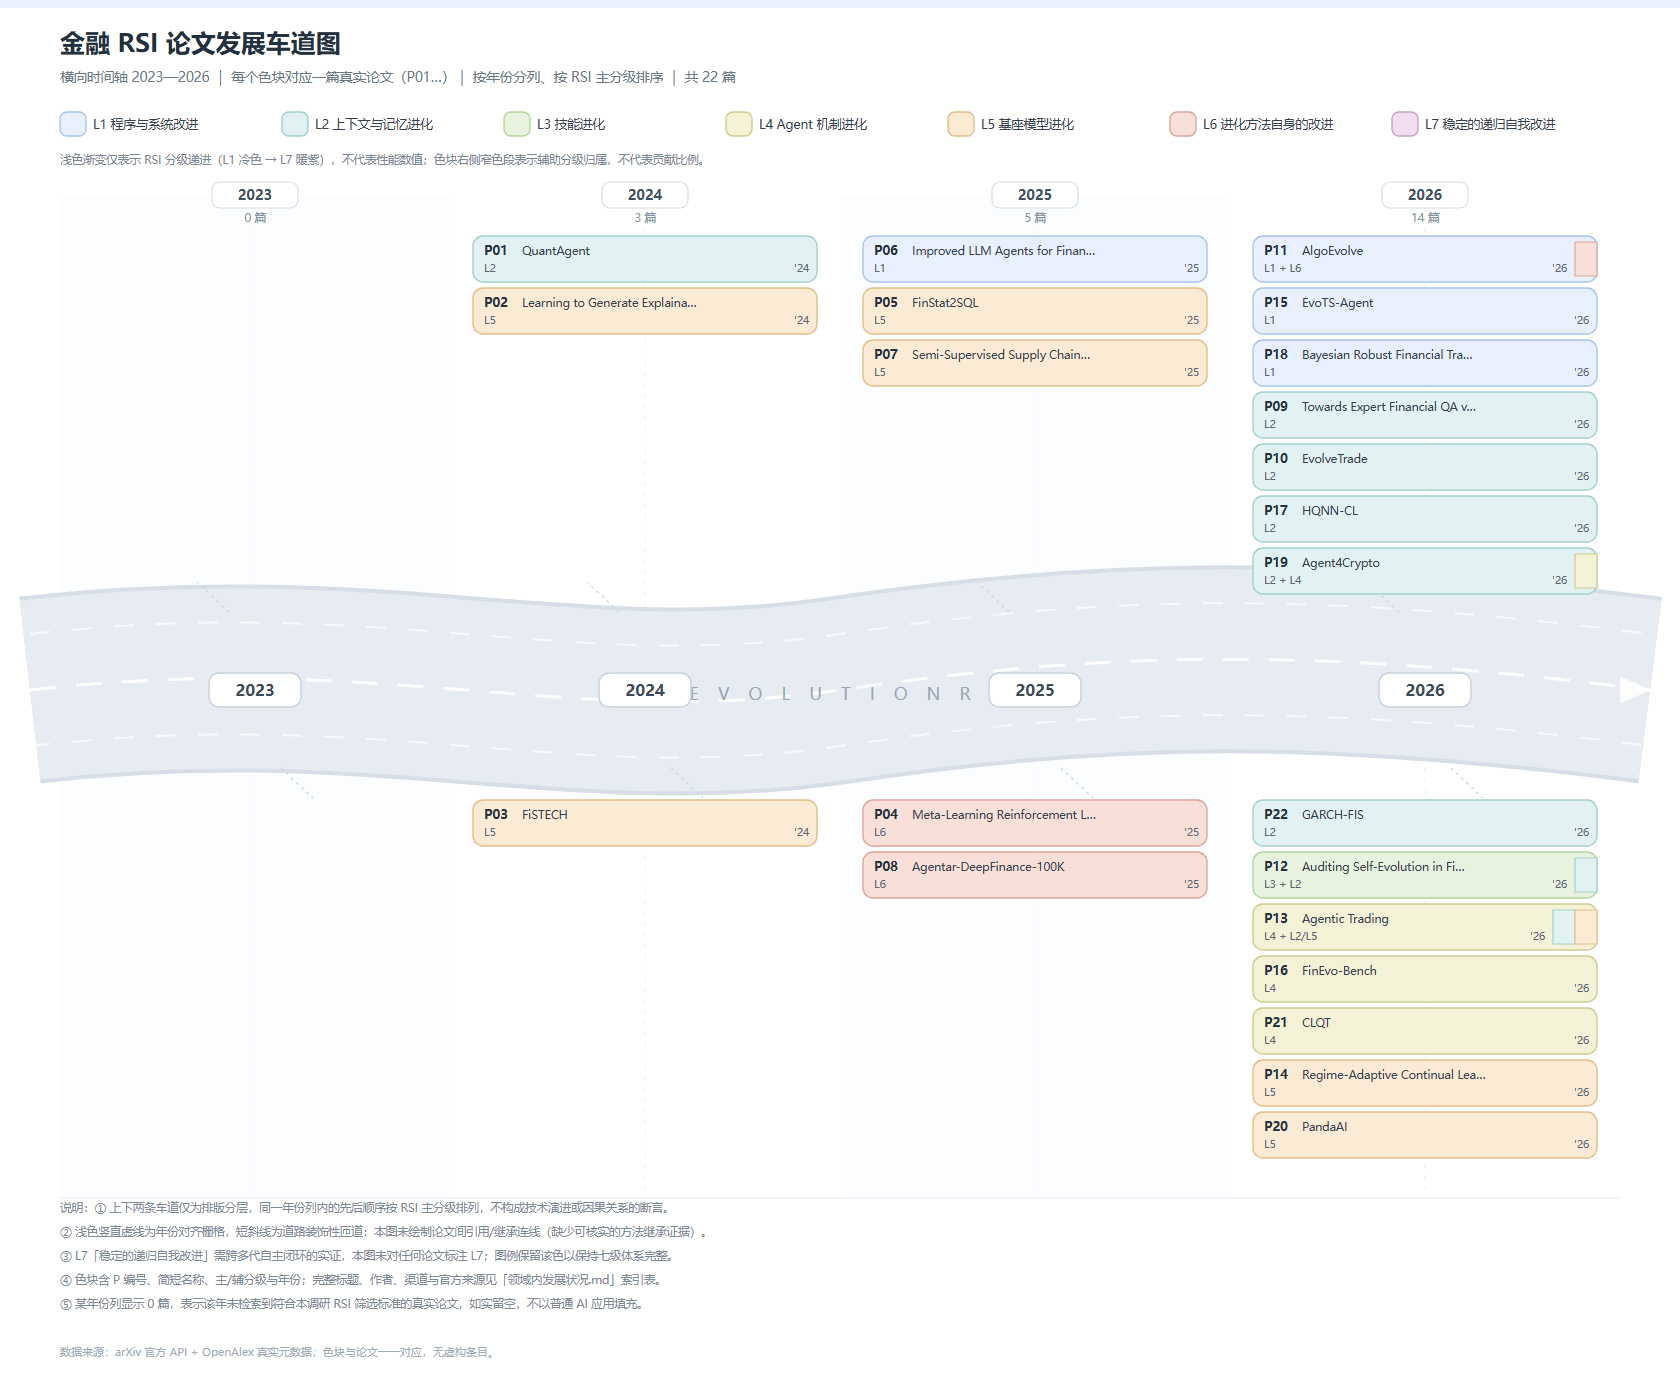 金融 RSI 论文发展车道图
横向时间轴 2023—2026 │ 每个色块对应一篇真实论文（P01…）│ 按年份分列、按 RSI 主分级排序 │ 共 22 篇
L1 程序与系统改进
L2 上下文与记忆进化
L3 技能进化
L4 Agent 机制进化
L5 基座模型进化
L6 进化方法自身的改进
L7 稳定的递归自我改进
浅色渐变仅表示 RSI 分级递进（L1 冷色 → L7 暖紫），不代表性能数值；色块右侧窄色段表示辅助分级归属，不代表贡献比例。
2023
0 篇
2024
3 篇
2025
5 篇
2026
14 篇
P01 QuantAgent
L2 '24
P02 Learning to Generate Explaina…
L5 '24
P06 Improved LLM Agents for Finan…
L1 '25
P05 FinStat2SQL
L5 '25
P07 Semi-Supervised Supply Chain…
L5 '25
P11 AlgoEvolve
L1 + L6 '26
P15 EvoTS-Agent
L1 '26
P18 Bayesian Robust Financial Tra…
L1 '26
P09 Towards Expert Financial QA v…
L2 '26
P10 EvolveTrade
L2 '26
P17 HQNN-CL
L2 '26
P19 Agent4Crypto
L2 + L4 '26
2023
2024
E V O L U T I O N R
2025
2026
P03 FiSTECH
L5 '24
P04 Meta-Learning Reinforcement L…
L6 '25
P08 Agentar-DeepFinance-100K
L6 '25
P22 GARCH-FIS
L2 '26
P12 Auditing Self-Evolution in Fi…
L3 + L2 '26
P13 Agentic Trading
L4 + L2/L5 '26
P16 FinEvo-Bench
L4 '26
P21 CLQT
L4 '26
P14 Regime-Adaptive Continual Lea…
L5 '26
P20 PandaAI
L5 '26
说明：① 上下两条车道仅为排版分层，同一年份列内的先后顺序按 RSI 主分级排列，不构成技术演进或因果关系的断言。
② 浅色竖直虚线为年份对齐栅格，短斜线为道路装饰性匝道；本图未绘制论文间引用/继承连线（缺少可核实的方法继承证据）。
③ L7「稳定的递归自我改进」需跨多代自主闭环的实证，本图未对任何论文标注 L7；图例保留该色以保持七级体系完整。
④ 色块含 P 编号、简短名称、主/辅分级与年份；完整标题、作者、渠道与官方来源见「领域内发展状况.md」索引表。
⑤ 某年份列显示 0 篇，表示该年未检索到符合本调研 RSI 筛选标准的真实论文，如实留空，不以普通 AI 应用填充。
数据来源：arXiv 官方 API + OpenAlex 真实元数据；色块与论文一一对应，无虚构条目。